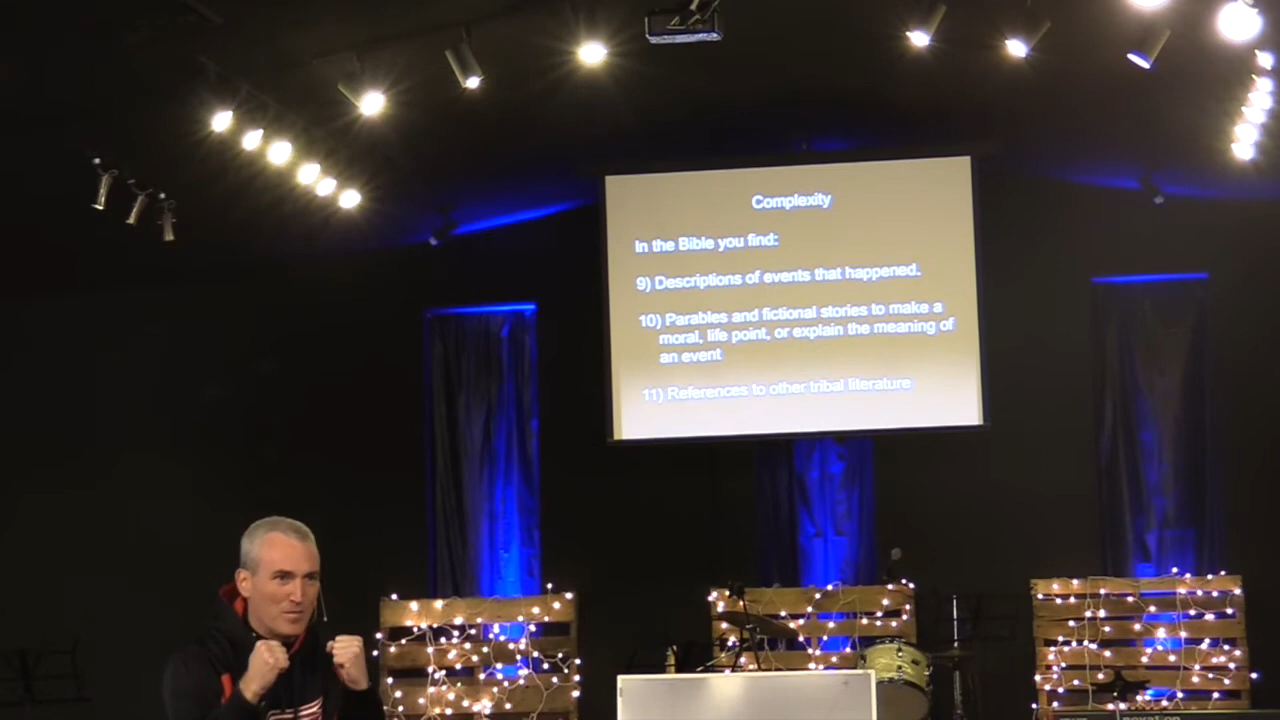 Complexity
In the Bible you find:
9) Descriptions of events that happened.
10) Parables and fictional stories to make a
moral, life point, or explain the meaning of
an event
11) References to other tribal literature